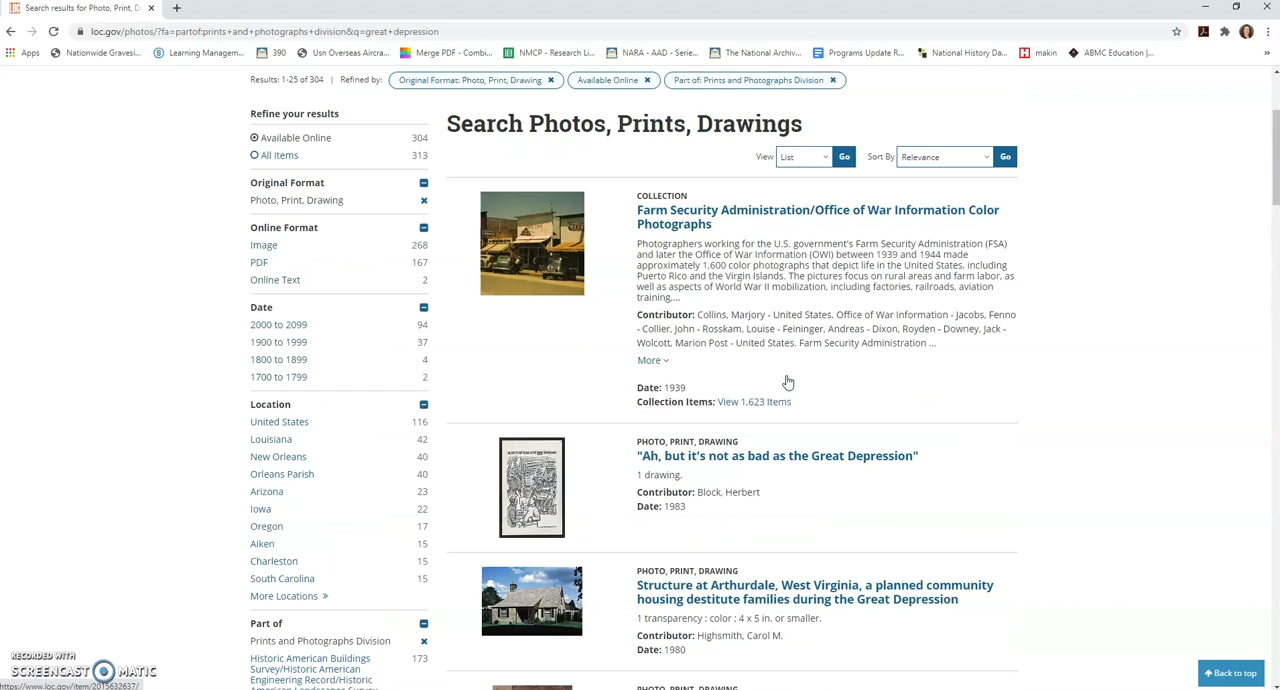 Search results for Photo, Print, D
loc.gov/photos/?fa=partof:prints+and+photographs+division&q=great+depression
Apps
Nationwide Gravesi...
Learning Managem...
390
Usn Overseas Aircra...
Merge PDF - Combi...
NMCP - Research Li...
NARA - AAD - Serie...
The National Archiv...
Programs Update R...
National History Da...
makin
ABMC Education |...
Results: 1-25 of 304 | Refined by:
Original Format: Photo, Print, Drawing
Available Online
Part of: Prints and Photographs Division
Refine your results
Available Online 304
All Items 313
Original Format
Photo, Print, Drawing
Online Format
Image 268
PDF 167
Online Text 2
Date
2000 to 2099 94
1900 to 1999 37
1800 to 1899 4
1700 to 1799 2
Location
United States 116
Louisiana 42
New Orleans 40
Orleans Parish 40
Arizona 23
Iowa 22
Oregon 17
Aiken 15
Charleston 15
South Carolina 15
More Locations »
Part of
Prints and Photographs Division
Historic American Buildings 173
Survey/Historic American
Engineering Record/Historic
American Landscapes Survey
Search Photos, Prints, Drawings
View List Go Sort By Relevance Go
COLLECTION
Farm Security Administration/Office of War Information Color
Photographs
Photographers working for the U.S. government's Farm Security Administration (FSA)
and later the Office of War Information (OWI) between 1939 and 1944 made
approximately 1,600 color photographs that depict life in the United States, including
Puerto Rico and the Virgin Islands. The pictures focus on rural areas and farm labor, as
well as aspects of World War II mobilization, including factories, railroads, aviation
training,...
Contributor: Collins, Marjory - United States. Office of War Information - Jacobs, Fenno
- Collier, John - Rosskam, Louise - Feininger, Andreas - Dixon, Royden - Downey, Jack -
Wolcott, Marion Post - United States. Farm Security Administration ...
More
Date: 1939
Collection Items: View 1,623 Items
PHOTO, PRINT, DRAWING
"Ah, but it's not as bad as the Great Depression"
1 drawing.
Contributor: Block, Herbert
Date: 1983
PHOTO, PRINT, DRAWING
Structure at Arthurdale, West Virginia, a planned community
housing destitute families during the Great Depression
1 transparency : color ; 4 x 5 in. or smaller.
Contributor: Highsmith, Carol M.
Date: 1980
PHOTO, PRINT, DRAWING
Back to top
RECORDED WITH
SCREENCAST MATIC
https://www.loc.gov/item/2015632637/